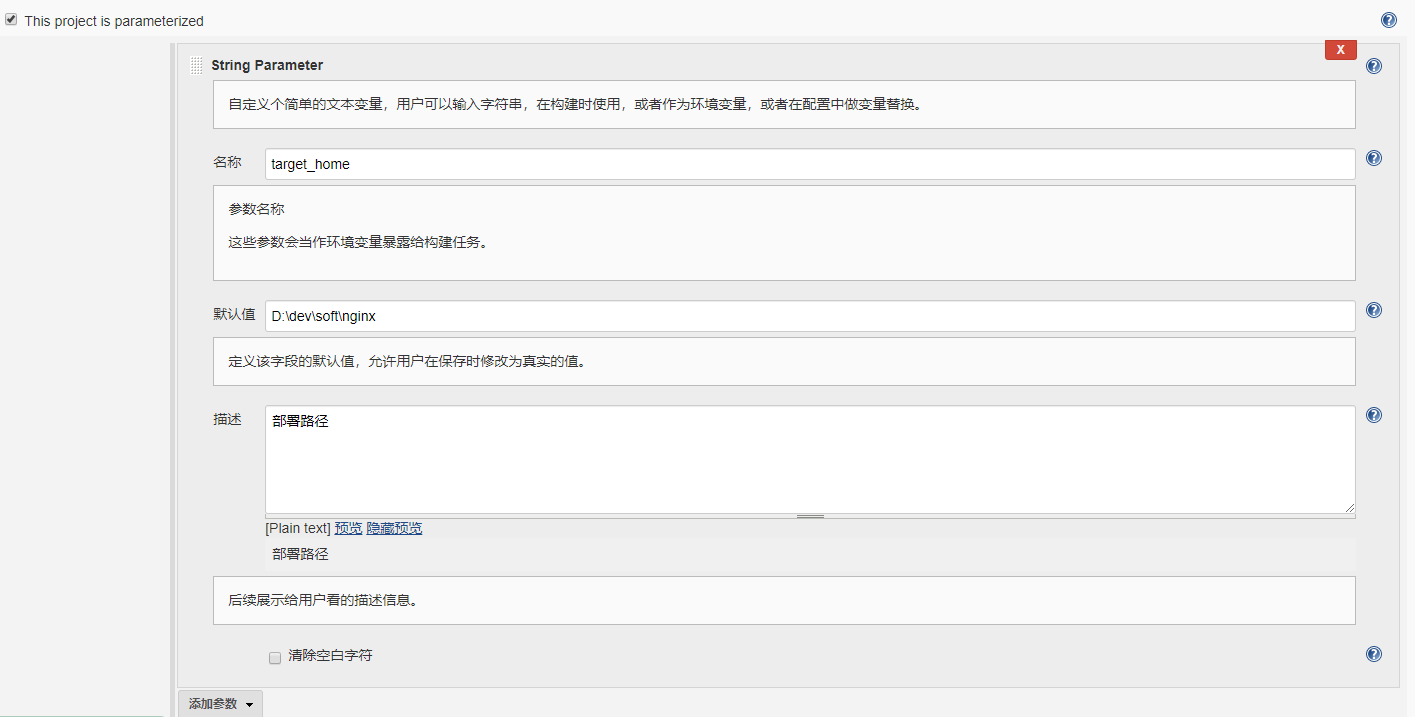 This project is parameterized
X
String Parameter
自定义个简单的文本变量，用户可以输入字符串，在构建时使用，或者作为环境变量，或者在配置中做变量替换。
名称 target_home
参数名称
这些参数会当作环境变量暴露给构建任务。
默认值 D:\dev\soft\nginx
定义该字段的默认值，允许用户在保存时修改为真实的值。
描述 部署路径
[Plain text] 预览 隐藏预览
部署路径
后续展示给用户看的描述信息。
清除空白字符
添加参数